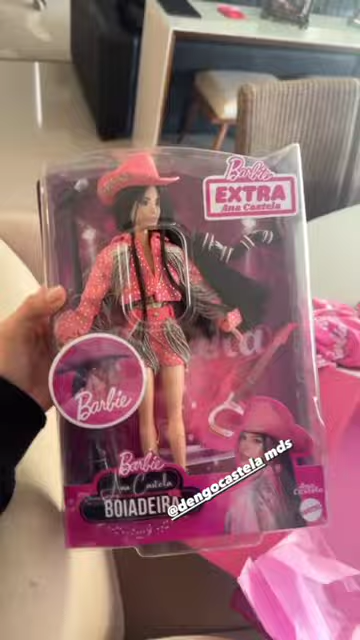 Barbie
EXTRA
Ana Castela
Barbie
Barbie
Ana Castela
BOIADEIRA
@dengocastela mds